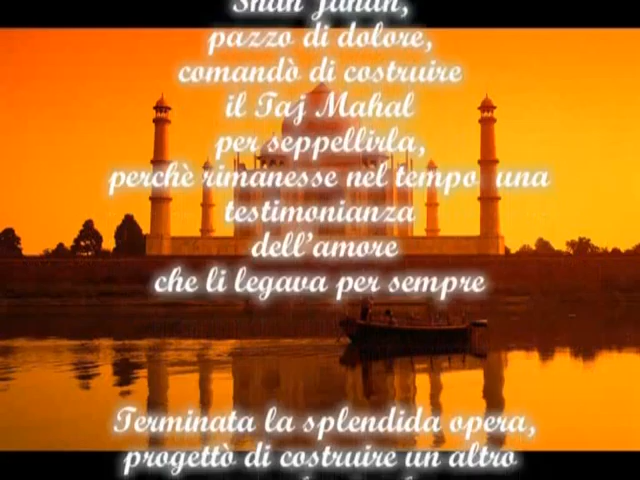 Shah Jahan,
pazzo di dolore,
comandò di costruire
il Taj Mahal
per seppellirla,
perchè rimanesse nel tempo una
testimonianza
dell'amore
che li legava per sempre
Terminata la splendida opera,
progettò di costruire un altro